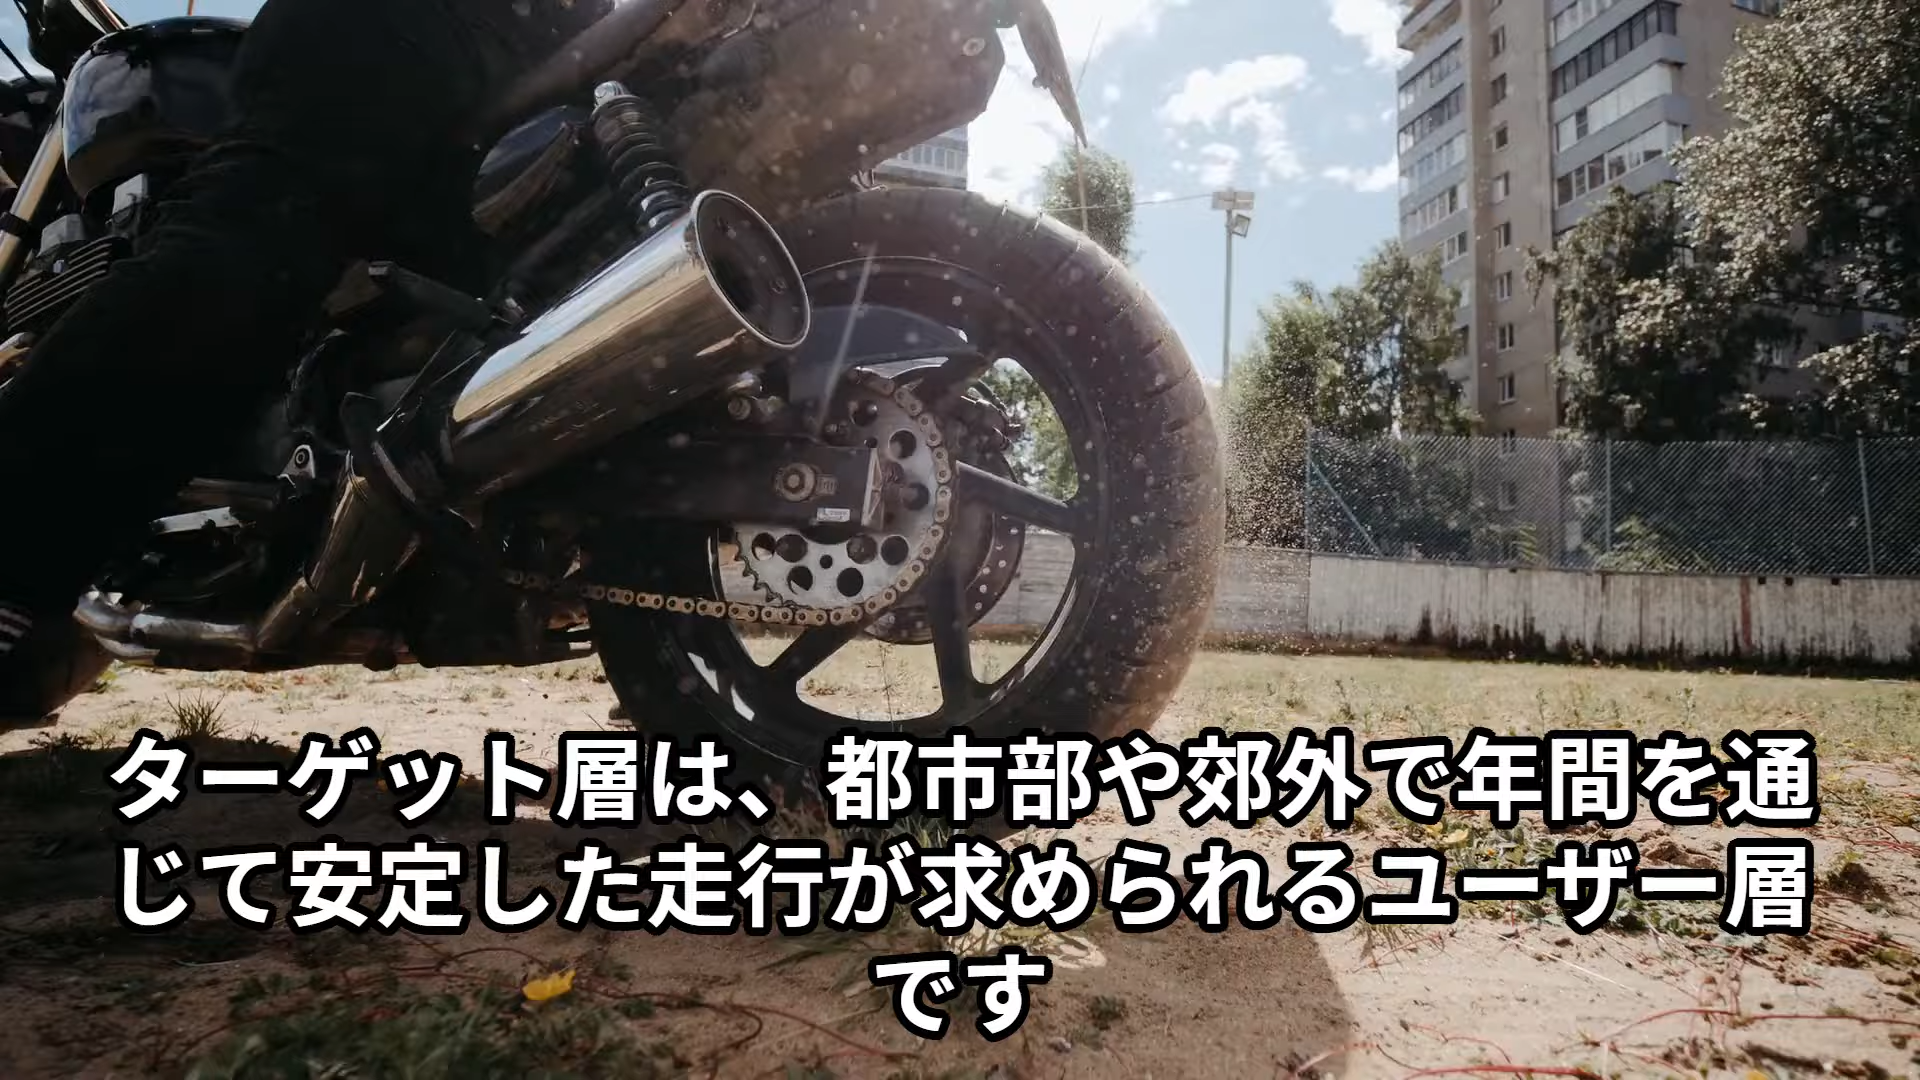 ターゲット層は、都市部や郊外で年間を通
じて安定した走行が求められるユーザー層
です